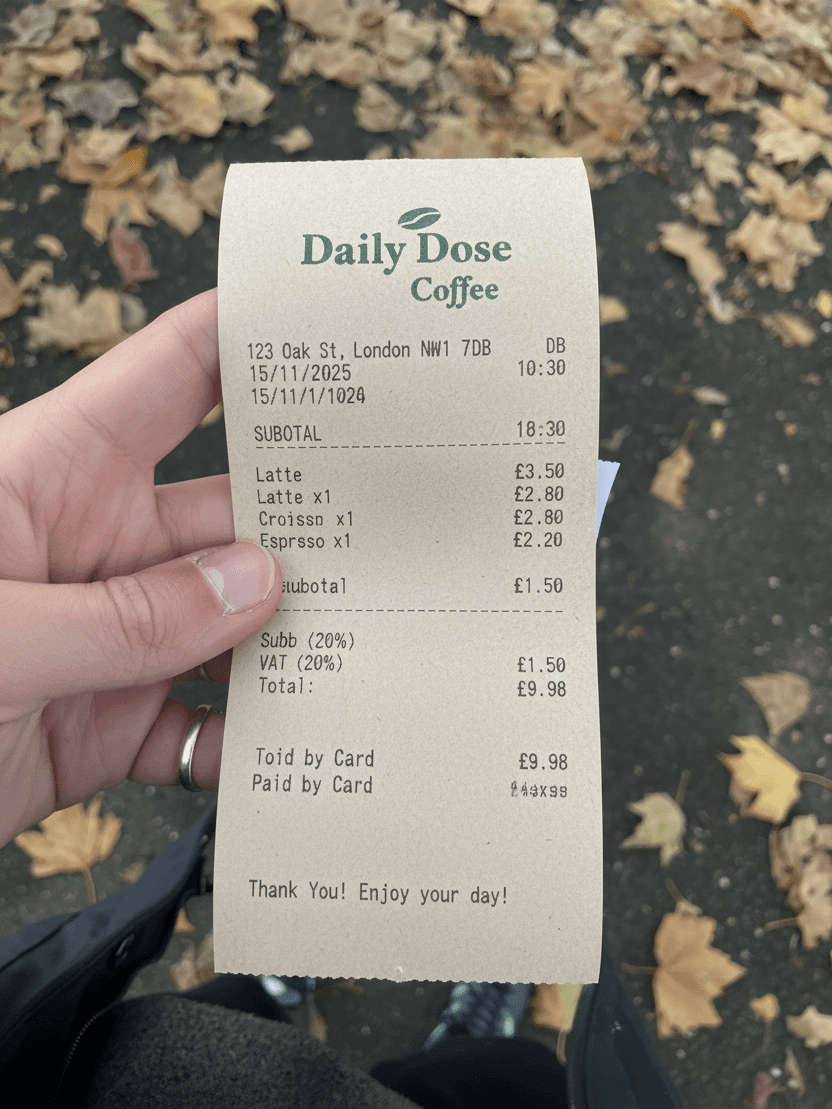 Daily Dose
Coffee
123 Oak St, London NW1 7DB DB
15/11/2025 10:30
15/11/1/1024
SUBOTAL 18:30
Latte £3.50
Latte x1 £2.80
Croissn x1 £2.80
Esprsso x1 £2.20
£1.50
Subb (20%)
VAT (20%) £1.50
Total: £9.98
Toid by Card £9.98
Paid by Card
Thank You! Enjoy your day!